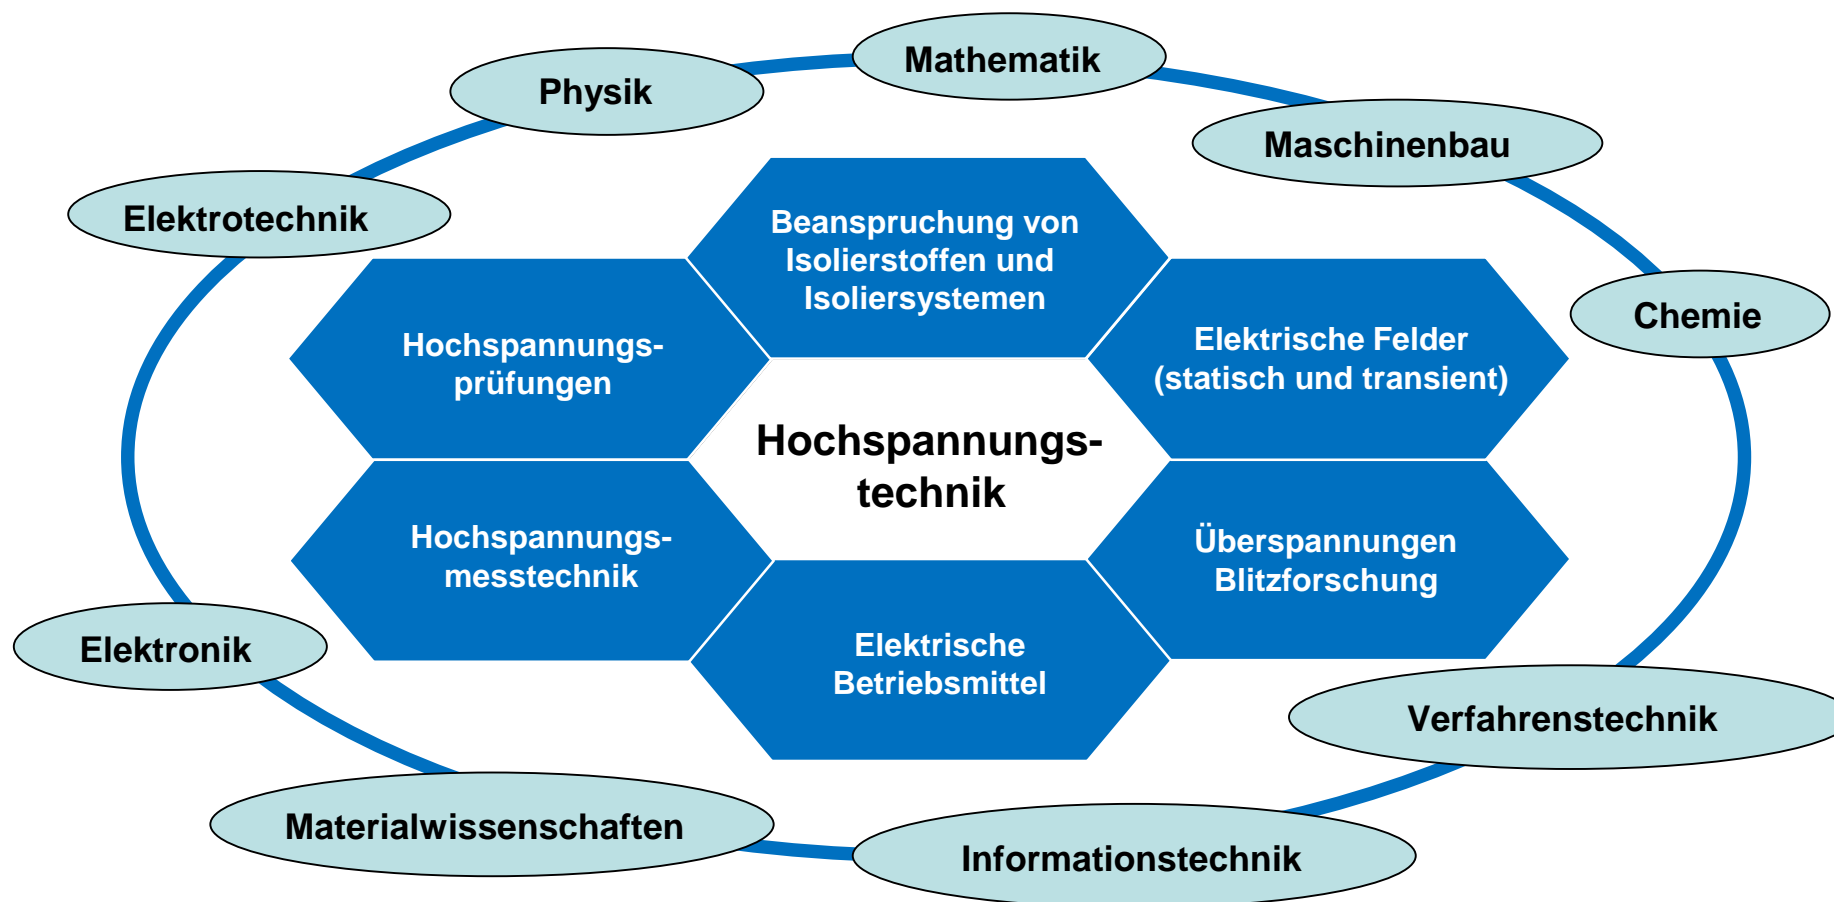 Mathematik
Physik
Maschinenbau
Elektrotechnik
Beanspruchung von
Isolierstoffen und
Isoliersystemen
Chemie
Hochspannungs-
prüfungen
Elektrische Felder
(statisch und transient)
Hochspannungs-
technik
Hochspannungs-
messtechnik
Überspannungen
Blitzforschung
Elektronik
Elektrische
Betriebsmittel
Verfahrenstechnik
Materialwissenschaften
Informationstechnik